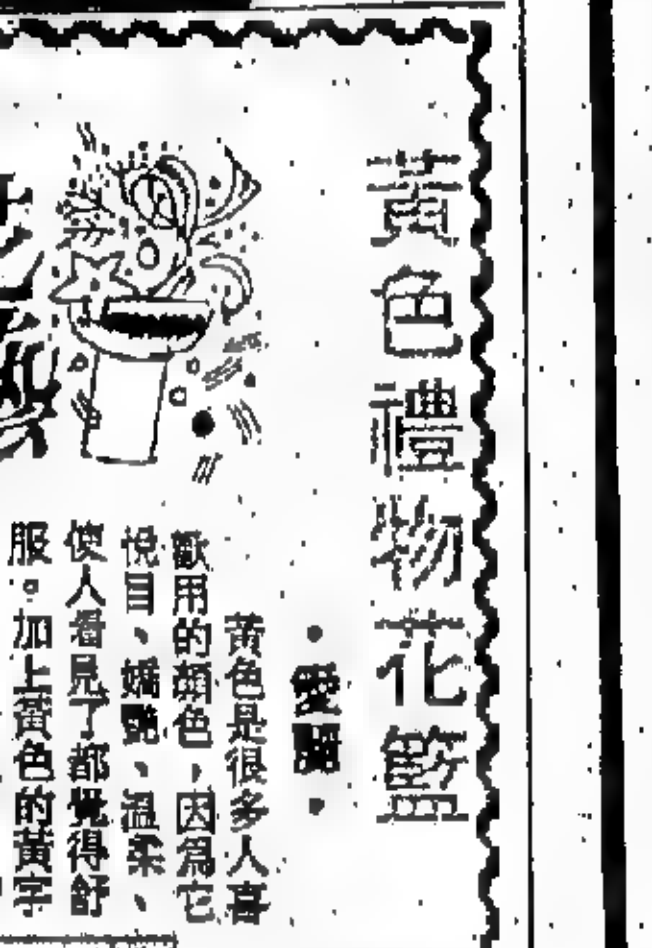 黃色禮物花籃
・愛麗・
黃色是很多人喜
歡用的顏色，因爲它
悅目、嬌艷、溫柔、
使人看見了都覺得舒
服。加上黃色的黃字